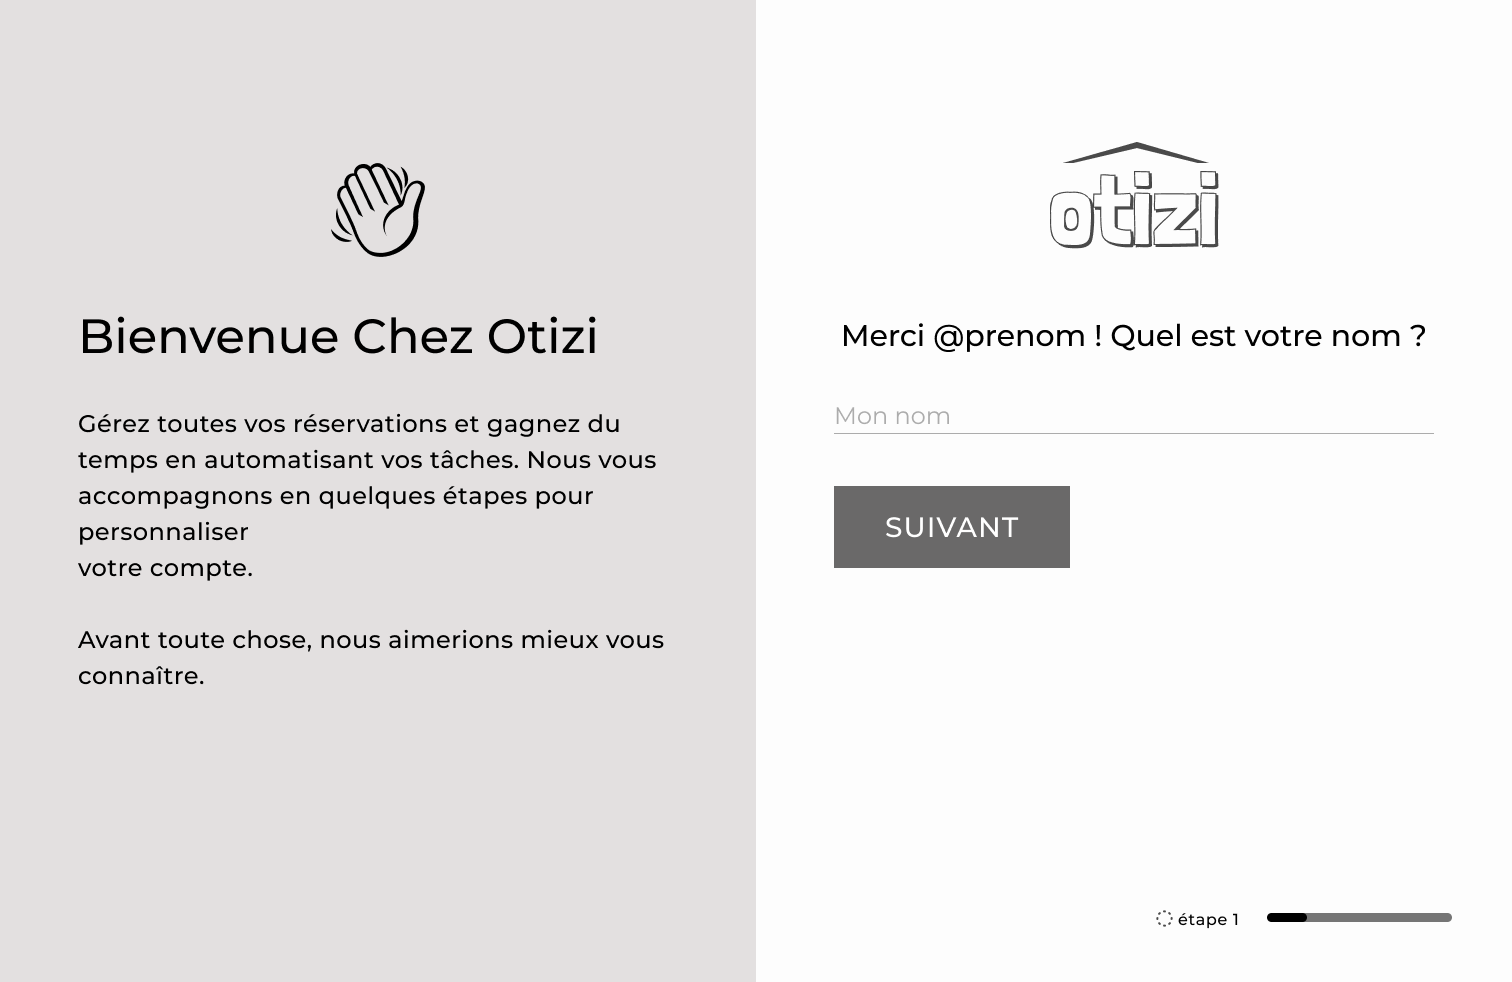 Bienvenue Chez Otizi
Gérez toutes vos réservations et gagnez du
temps en automatisant vos tâches. Nous vous
accompagnons en quelques étapes pour
personnaliser
votre compte.
Avant toute chose, nous aimerions mieux vous
connaître.
otizi
Merci @prenom ! Quel est votre nom ?
Mon nom
SUIVANT
étape 1